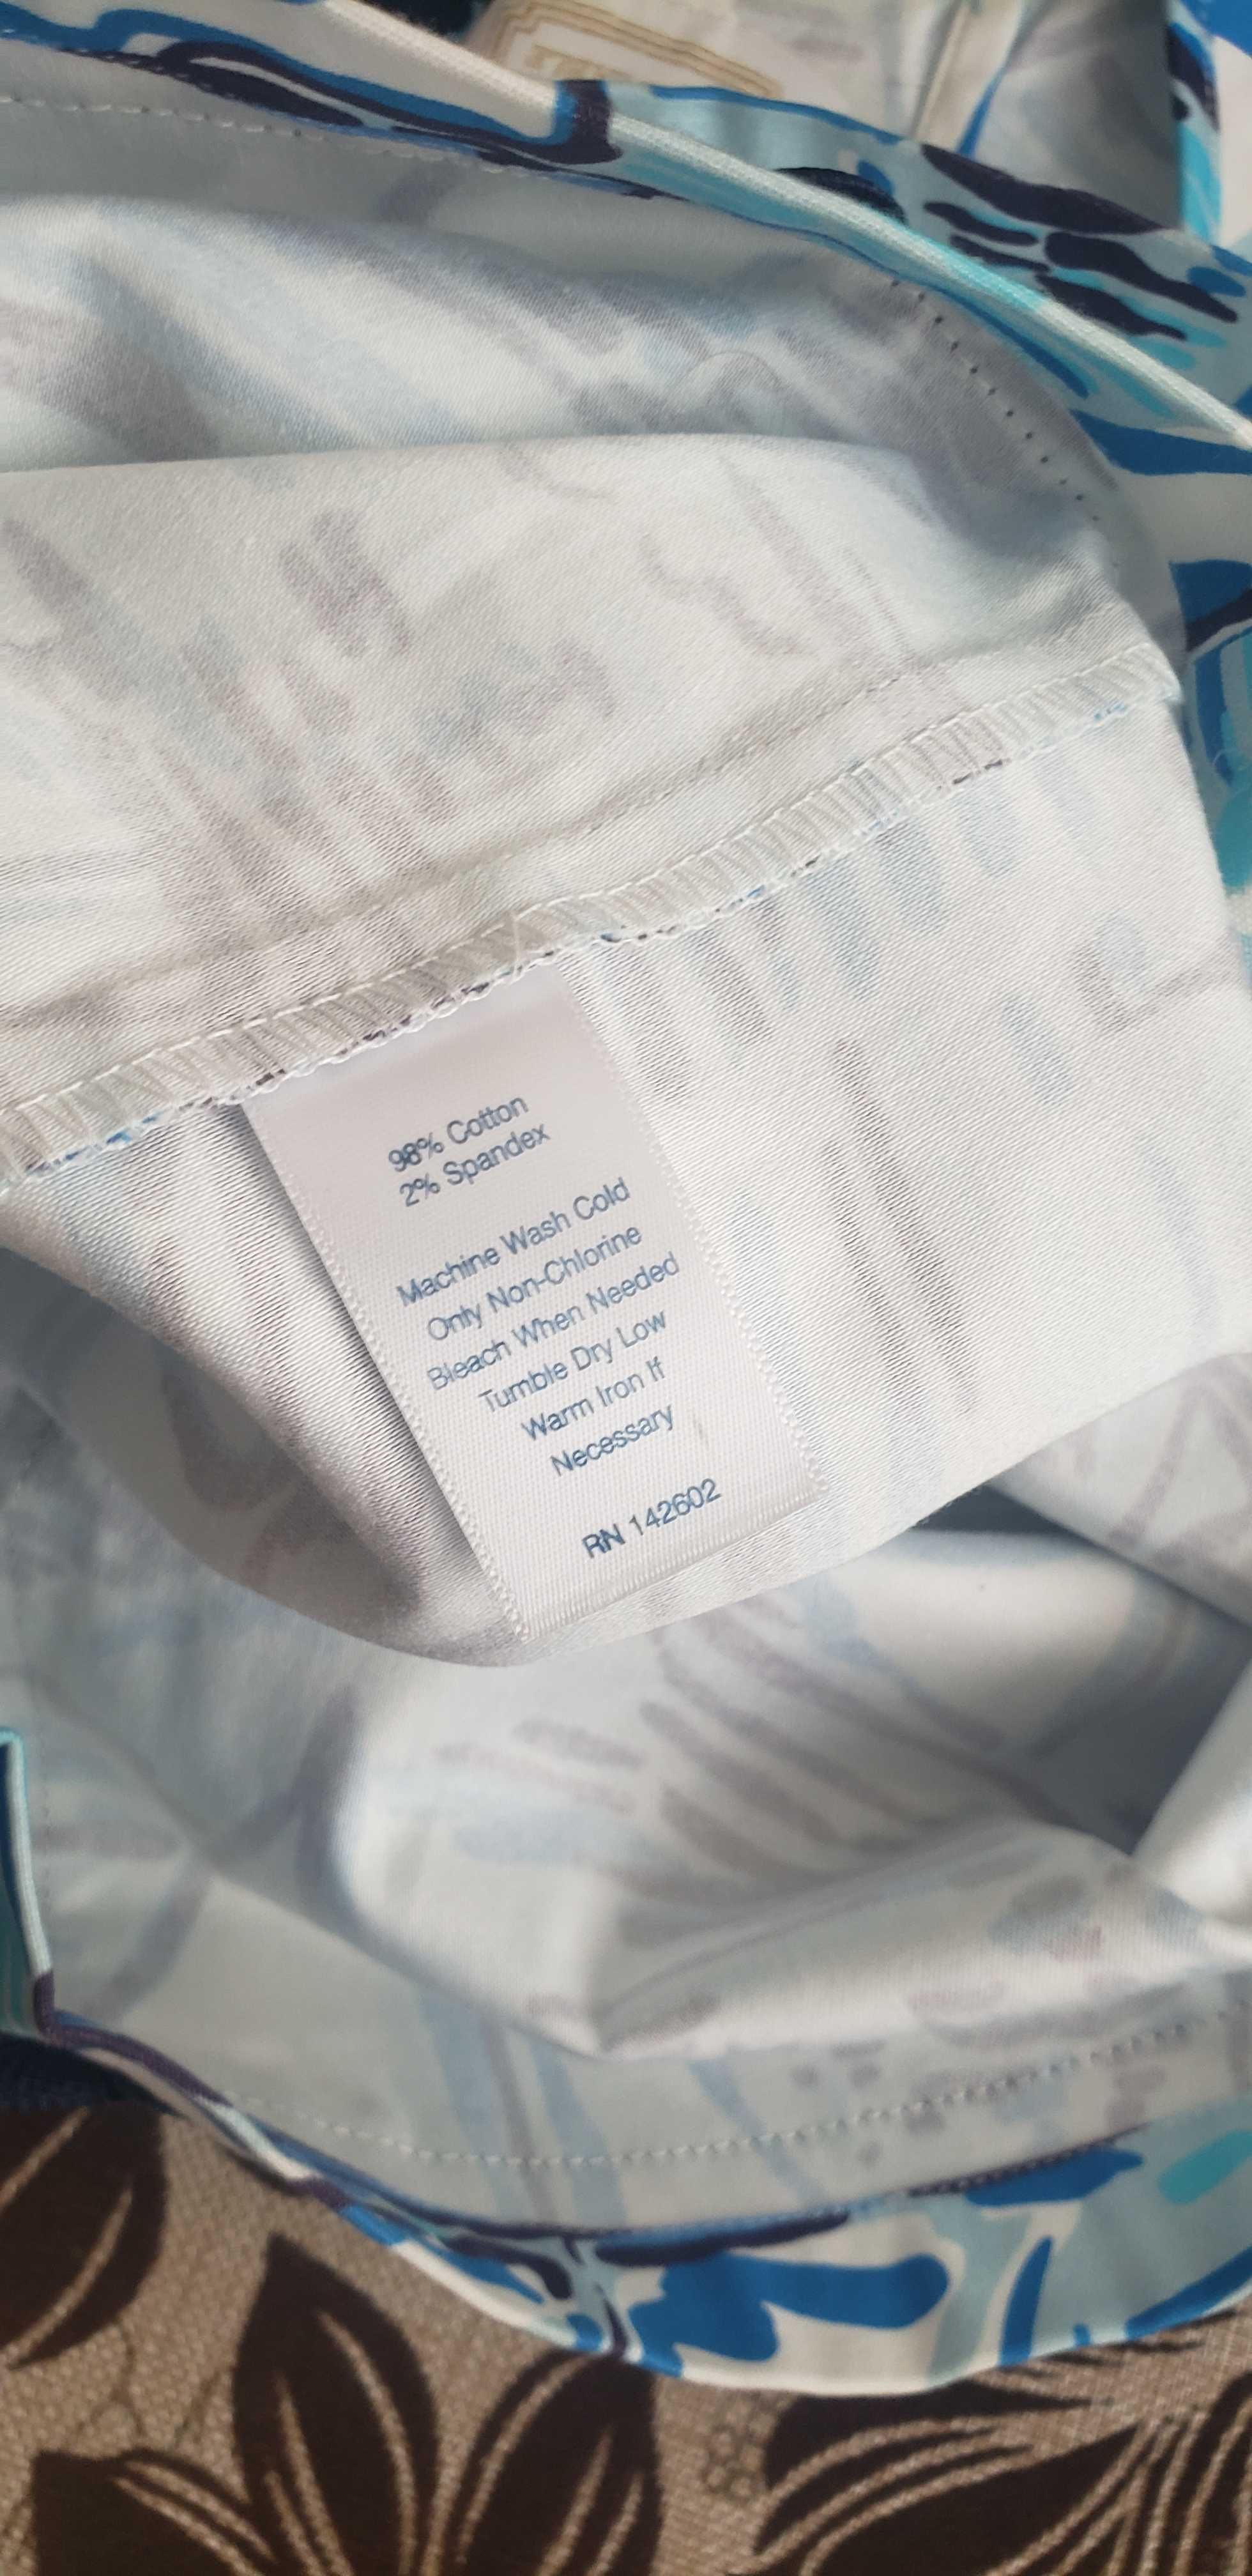 98% Cotton
2% Spandex
Machine Wash Cold
Only Non-Chlorine
Bleach When Needed
Tumble Dry Low
Warm Iron If
Necessary
RN 142602